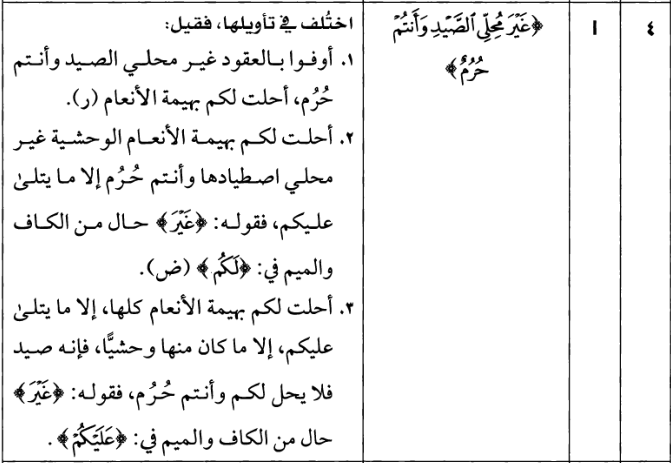 ٤
١
﴿غَيْرَ مُحِلِّي ٱلصَّيْدِ وَأَنتُمْ
حُرُمٌ﴾
اختُلف في تأويلها، فقيل:
١. أوفوا بالعقود غير محلي الصيد وأنتم
حُرُم، أحلت لكم بهيمة الأنعام (ر).
٢. أحلت لكم بهيمة الأنعام الوحشية غير
محلي اصطيادها وأنتم حُرُم إلا ما يتلىٰ
عليكم، فقوله: ﴿غَيْرَ﴾ حال من الكاف
والميم في: ﴿لَكُم﴾ (ض).
٣. أحلت لكم بهيمة الأنعام كلها، إلا ما يتلىٰ
عليكم، إلا ما كان منها وحشيًّا، فإنه صيد
فلا يحل لكم وأنتم حُرُم، فقوله: ﴿غَيْرَ﴾
حال من الكاف والميم في: ﴿عَلَيْكُمْ﴾.